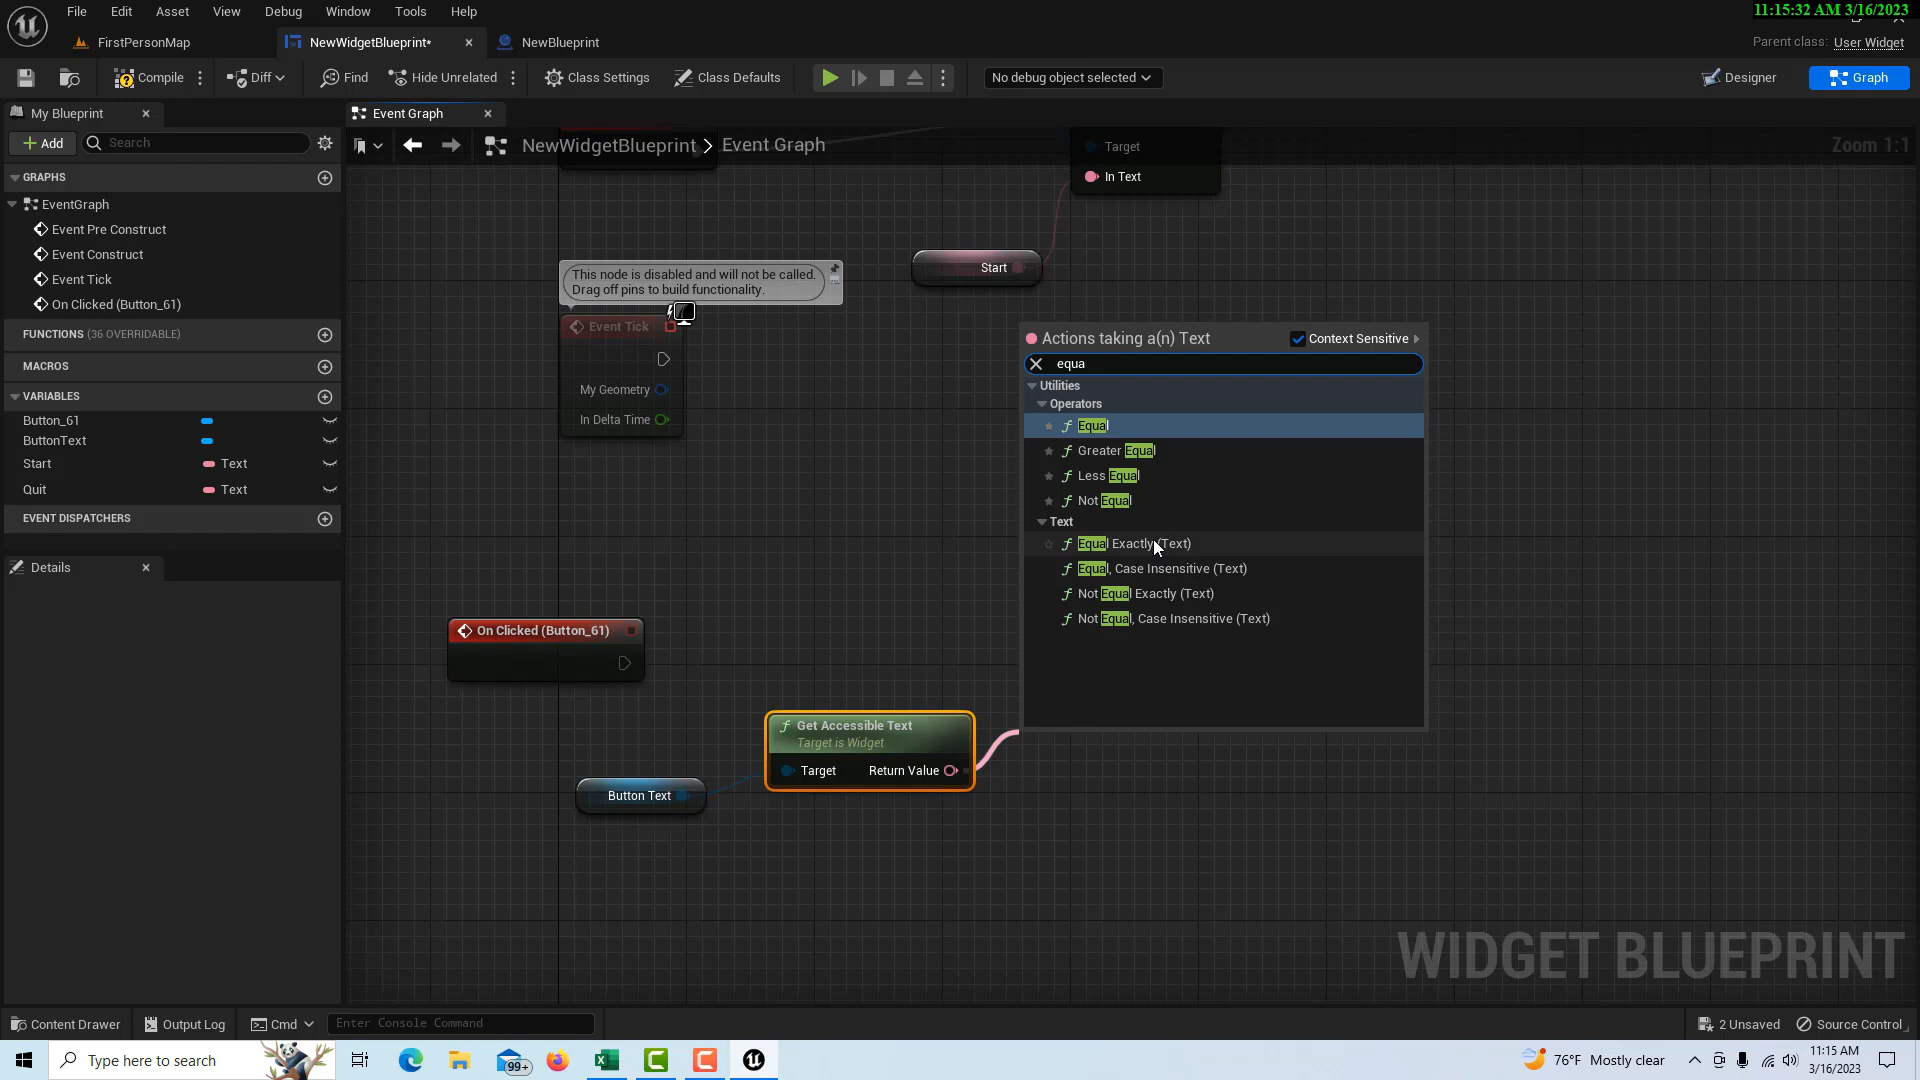 11:15:32 AM 3/16/2023
File Edit Asset View Window Debug Window Tools Help
FirstPersonMap
NewWidgetBlueprint*
NewBlueprint
Parent class: User Widget
Compile
Diff
Find
Hide Unrelated
Class Settings
Class Defaults
No debug object selected
Designer
Graph
My Blueprint
Event Graph
Add
Search
NewWidgetBlueprint > Event Graph
Zoom 1:1
GRAPHS
EventGraph
Event Pre Construct
Event Construct
Event Tick
On Clicked (Button_61)
FUNCTIONS (36 OVERRIDABLE)
MACROS
VARIABLES
Button_61
ButtonText
Start Text
Quit Text
EVENT DISPATCHERS
Details
Target
In Text
Start
This node is disabled and will not be called.
Drag off pins to build functionality.
Event Tick
My Geometry
In Delta Time
Actions taking a(n) Text
Context Sensitive
equa
Utilities
Operators
Equal
Greater Equal
Less Equal
Not Equal
Text
Equal Exactly (Text)
Equal, Case Insensitive (Text)
Not Equal Exactly (Text)
Not Equal, Case Insensitive (Text)
On Clicked (Button_61)
Get Accessible Text
Target is Widget
Target Return Value
Button Text
WIDGET BLUEPRINT
Content Drawer
Output Log
Cmd
Enter Console Command
2 Unsaved
Source Control
Type here to search
99+
76°F Mostly clear
11:15 AM
3/16/2023